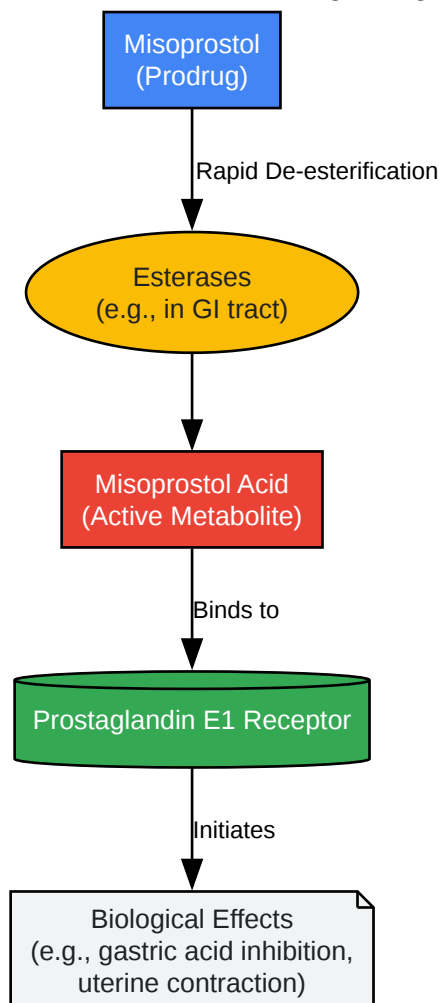 Misoprostol
(Prodrug)
Rapid De-esterification
Esterases
(e.g., in GI tract)
Misoprostol Acid
(Active Metabolite)
Binds to
Prostaglandin E1 Receptor
Initiates
Biological Effects
(e.g., gastric acid inhibition,
uterine contraction)